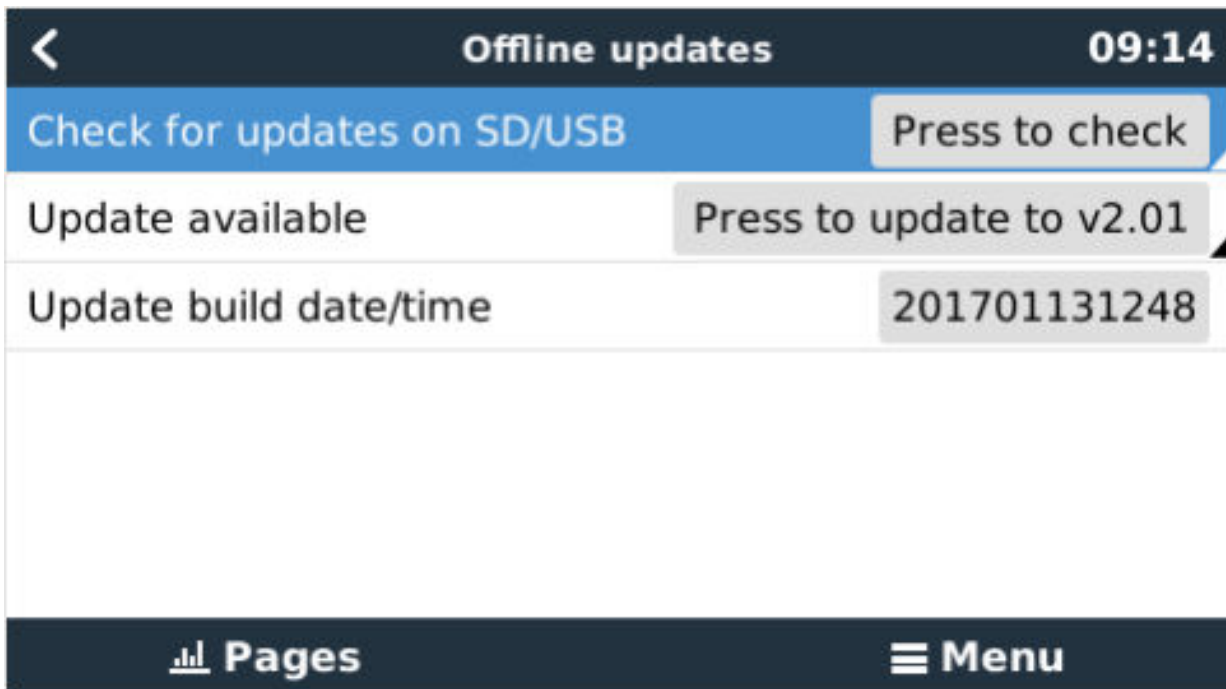 Offline updates 09:14
Check for updates on SD/USB Press to check
Update available Press to update to v2.01
Update build date/time 201701131248
Pages Menu